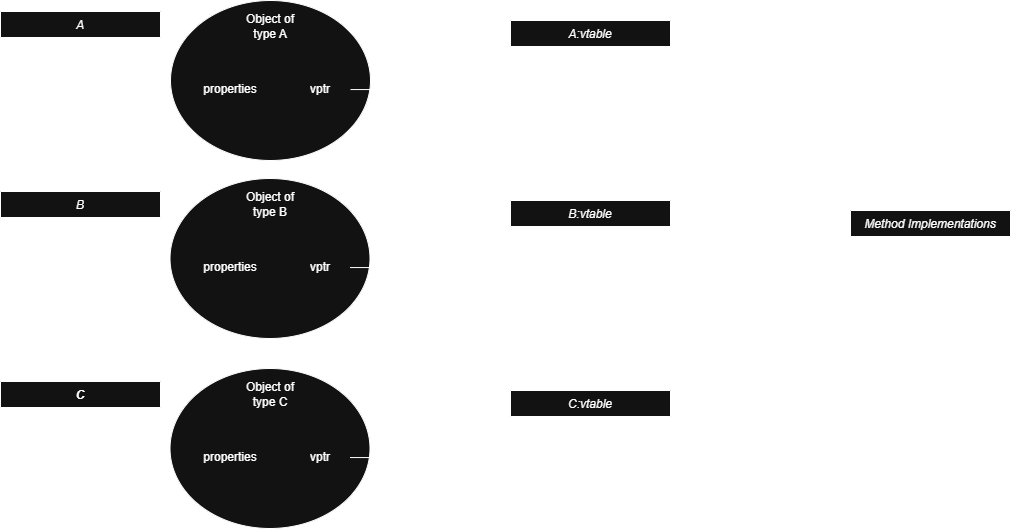 A
Object of
type A
properties
vptr
A:vtable
B
Object of
type B
properties
vptr
B:vtable
Method Implementations
C
Object of
type C
properties
vptr
C:vtable